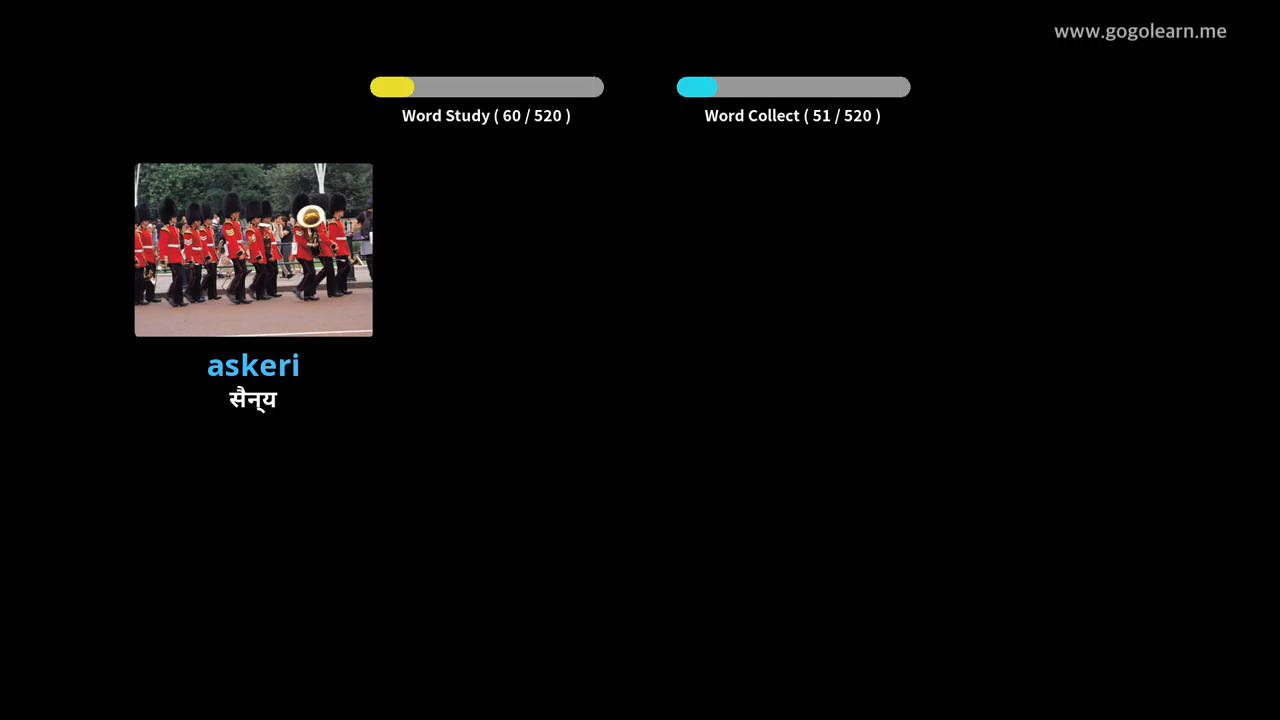 www.gogolearn.me
Word Study ( 60 / 520 )
Word Collect ( 51 / 520 )
askeri
सैन्‌य